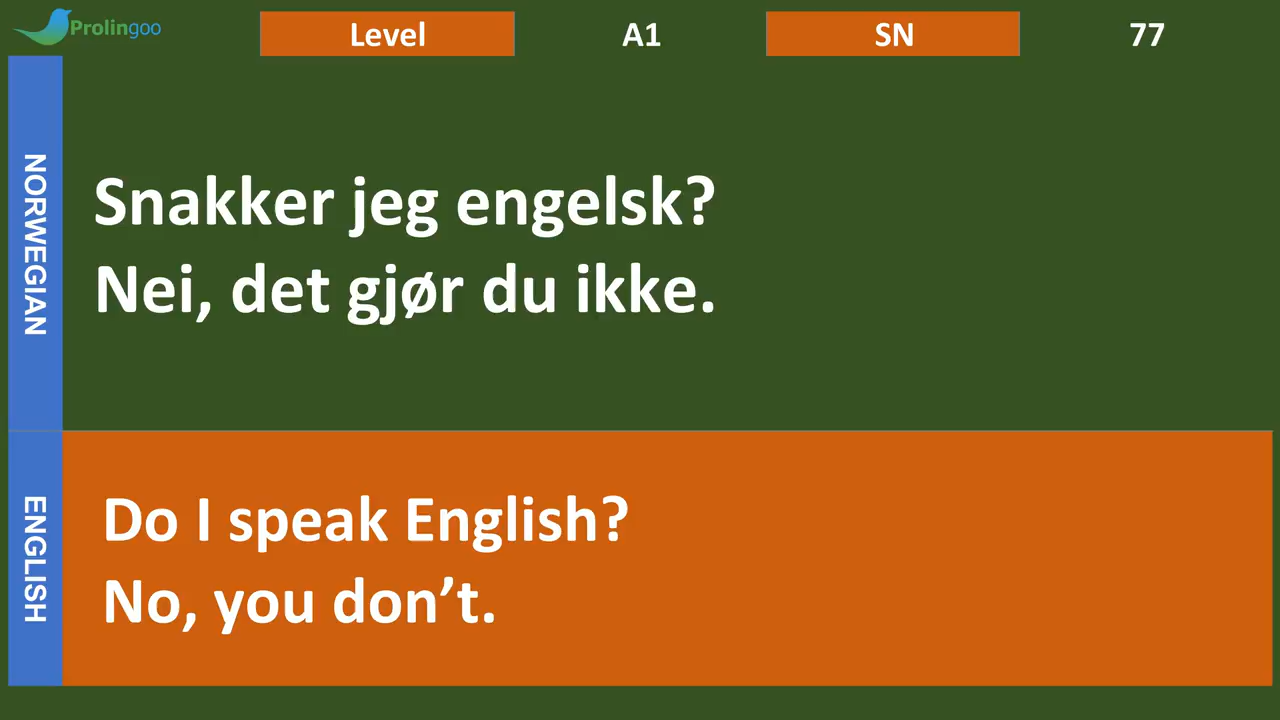 Prolingoo
Level A1 SN 77
NORWEGIAN
Snakker jeg engelsk?
Nei, det gjør du ikke.
ENGLISH
Do I speak English?
No, you don’t.